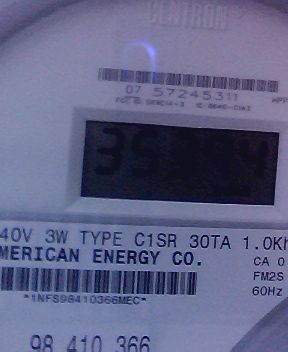 CENTRON
07 57245311
40V 3W TYPE C1SR 30TA 1.0Kh
MERICAN ENERGY CO.
CA 0
FM2S
60Hz
*1NFS98410366MEC*
98 410 366